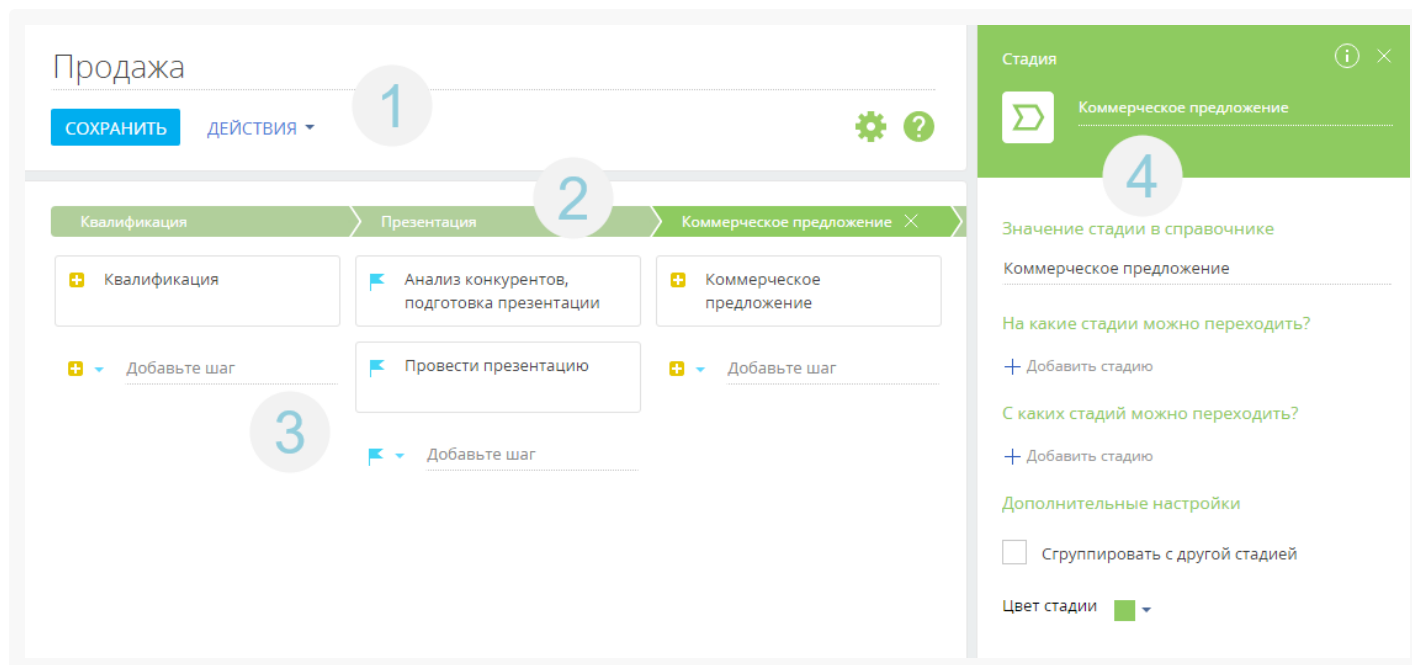 Продажа
1
СОХРАНИТЬ
ДЕЙСТВИЯ
2
Квалификация
Презентация
Коммерческое предложение
Квалификация
Анализ конкурентов,
подготовка презентации
Коммерческое
предложение
Добавьте шаг
Провести презентацию
Добавьте шаг
3
Добавьте шаг
Стадия
Коммерческое предложение
4
Значение стадии в справочнике
Коммерческое предложение
На какие стадии можно переходить?
Добавить стадию
С каких стадий можно переходить?
Добавить стадию
Дополнительные настройки
Сгруппировать с другой стадией
Цвет стадии